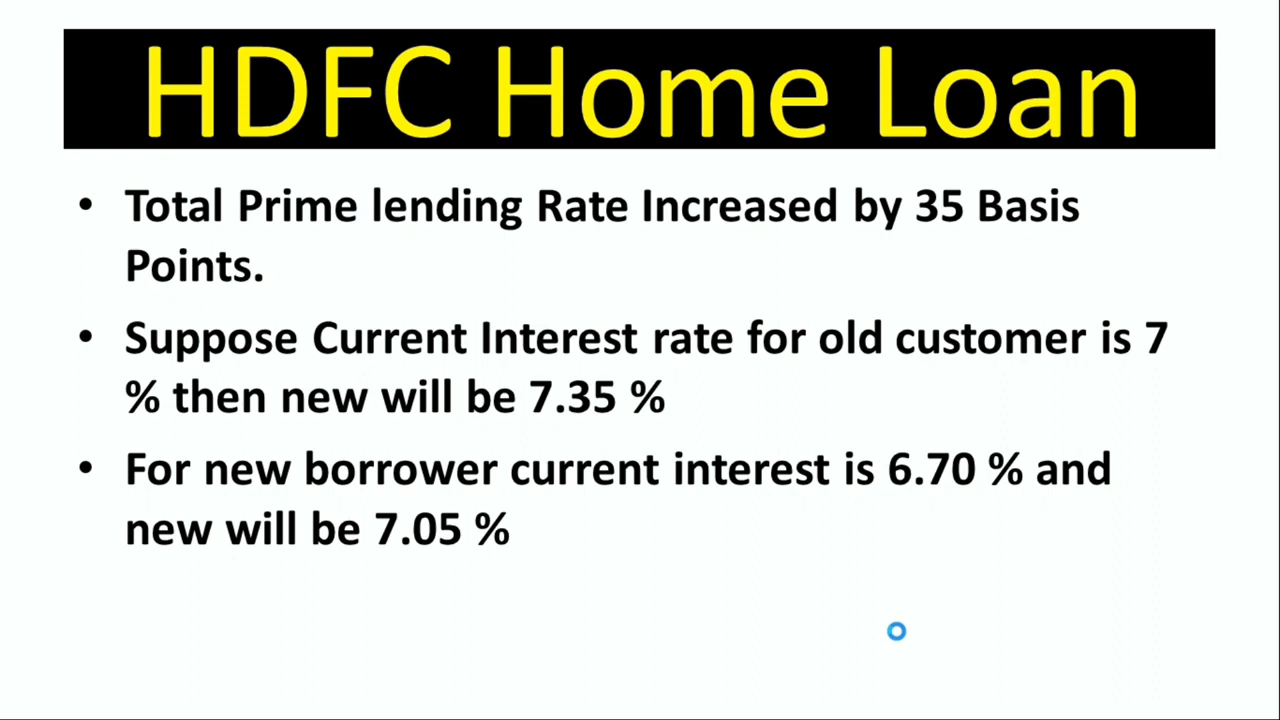 HDFC Home Loan
• Total Prime lending Rate Increased by 35 Basis
Points.
• Suppose Current Interest rate for old customer is 7
% then new will be 7.35 %
• For new borrower current interest is 6.70 % and
new will be 7.05 %